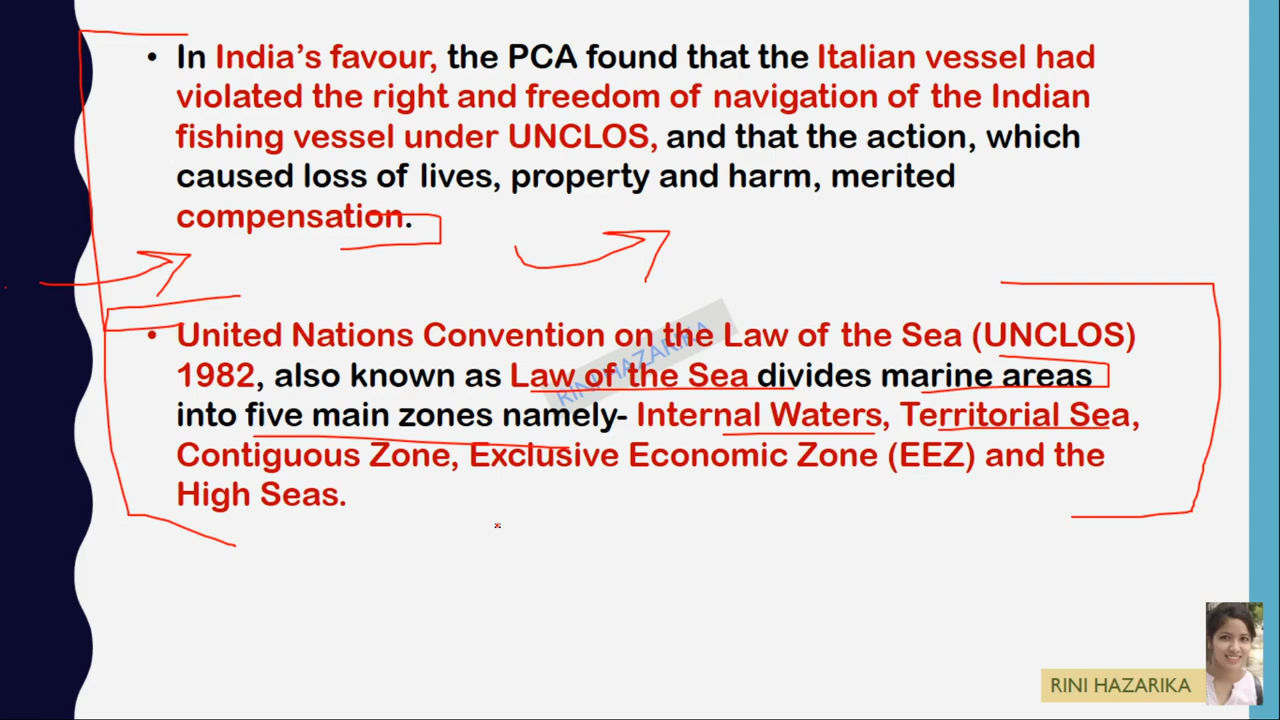 • In India's favour, the PCA found that the Italian vessel had
violated the right and freedom of navigation of the Indian
fishing vessel under UNCLOS, and that the action, which
caused loss of lives, property and harm, merited
compensation.
• United Nations Convention on the Law of the Sea (UNCLOS)
1982, also known as Law of the Sea divides marine areas
into five main zones namely- Internal Waters, Territorial Sea,
Contiguous Zone, Exclusive Economic Zone (EEZ) and the
High Seas.
RINI HAZARIKA
RINI HAZARIKA